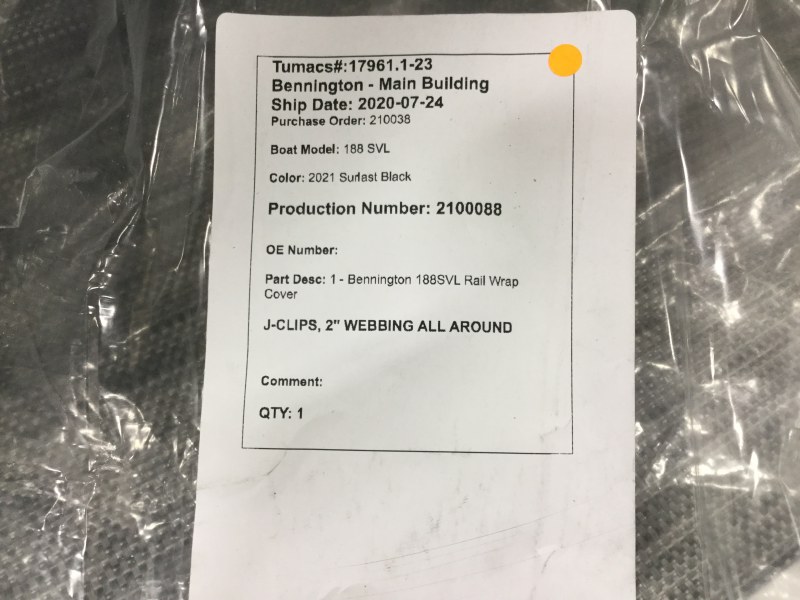 Tumacs#:17961.1-23
Bennington - Main Building
Ship Date: 2020-07-24
Purchase Order: 210038
Boat Model: 188 SVL
Color: 2021 Surlast Black
Production Number: 2100088
OE Number:
Part Desc: 1 - Bennington 188SVL Rail Wrap
Cover
J-CLIPS, 2" WEBBING ALL AROUND
Comment:
QTY: 1